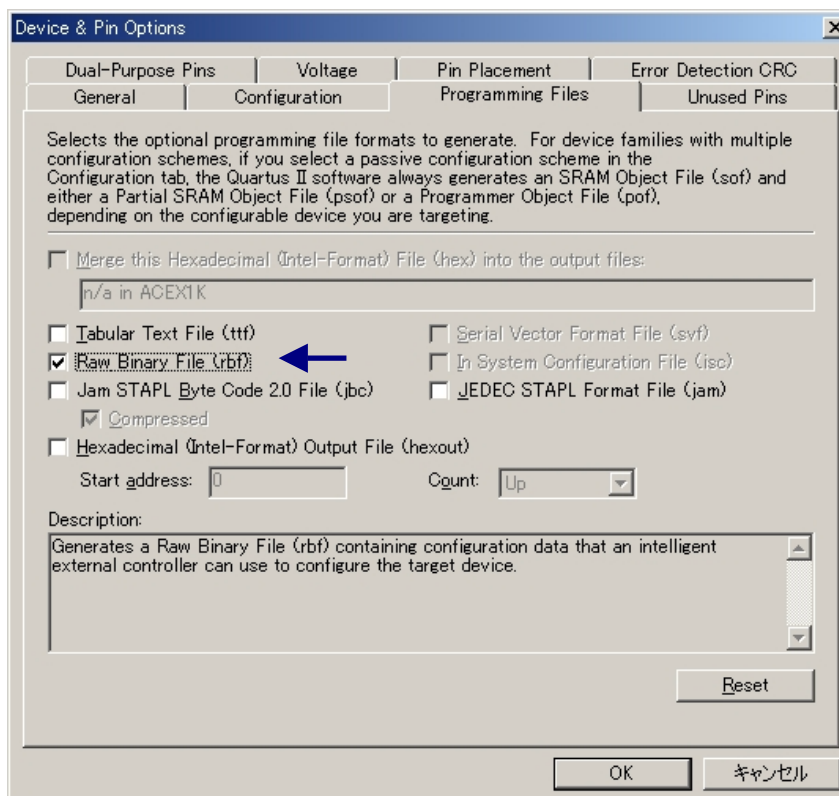 Device & Pin Options
Dual-Purpose Pins Voltage Pin Placement Error Detection CRC
General Configuration Programming Files Unused Pins
Selects the optional programming file formats to generate. For device families with multiple
configuration schemes, if you select a passive configuration scheme in the
Configuration tab, the Quartus II software always generates an SRAM Object File (sof) and
either a Partial SRAM Object File (psof) or a Programmer Object File (pof),
depending on the configurable device you are targeting.
Merge this Hexadecimal (Intel-Format) File (hex) into the output files:
n/a in ACEX1K
Tabular Text File (ttf) Serial Vector Format File (svf)
Raw Binary File (rbf) In System Configuration File (isc)
Jam STAPL Byte Code 2.0 File (jbc) JEDEC STAPL Format File (jam)
Compressed
Hexadecimal (Intel-Format) Output File (hexout)
Start address: 0 Count: Up
Description:
Generates a Raw Binary File (rbf) containing configuration data that an intelligent
external controller can use to configure the target device.
Reset
OK キャンセル